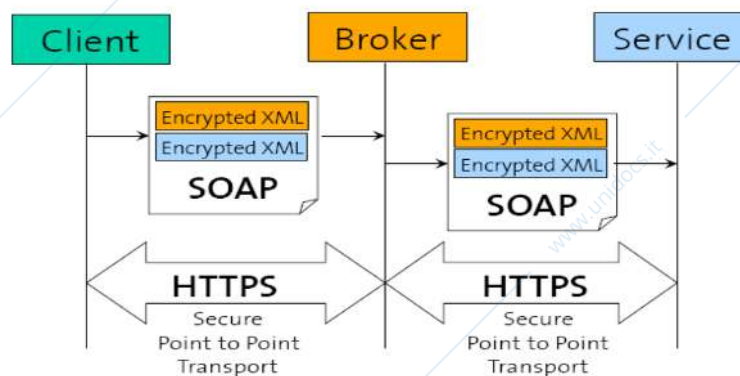 Client
Broker
Service
Encrypted XML
Encrypted XML
SOAP
Encrypted XML
Encrypted XML
SOAP
HTTPS
Secure
Point to Point
Transport
HTTPS
Secure
Point to Point
Transport
www.unidocs.it